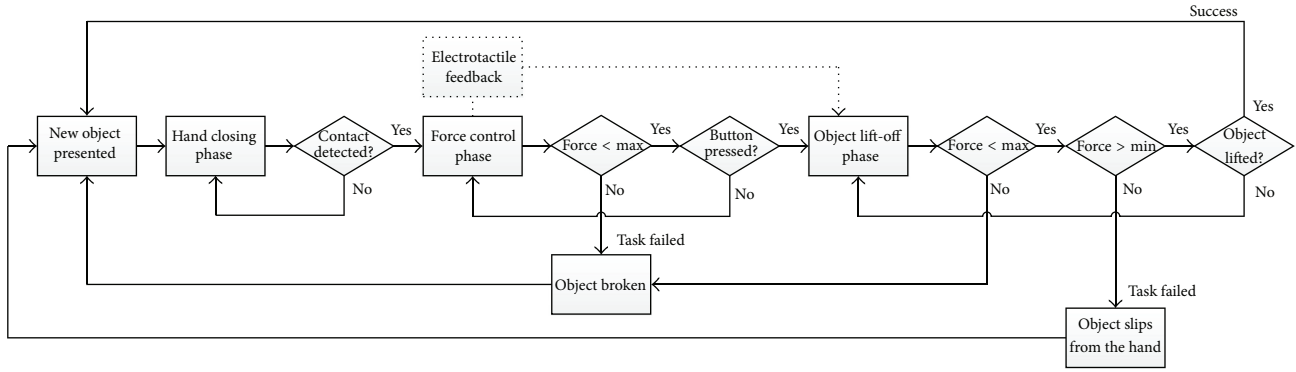 Success
Electrotactile
feedback
New object
presented
Hand closing
phase
Contact
detected?
Yes
No
Force control
phase
Force < max
Yes
No
Button
pressed?
Yes
No
Object lift-off
phase
Force < max
Yes
No
Force > min
Yes
No
Object
lifted?
Yes
No
Task failed
Object broken
Task failed
Object slips
from the hand